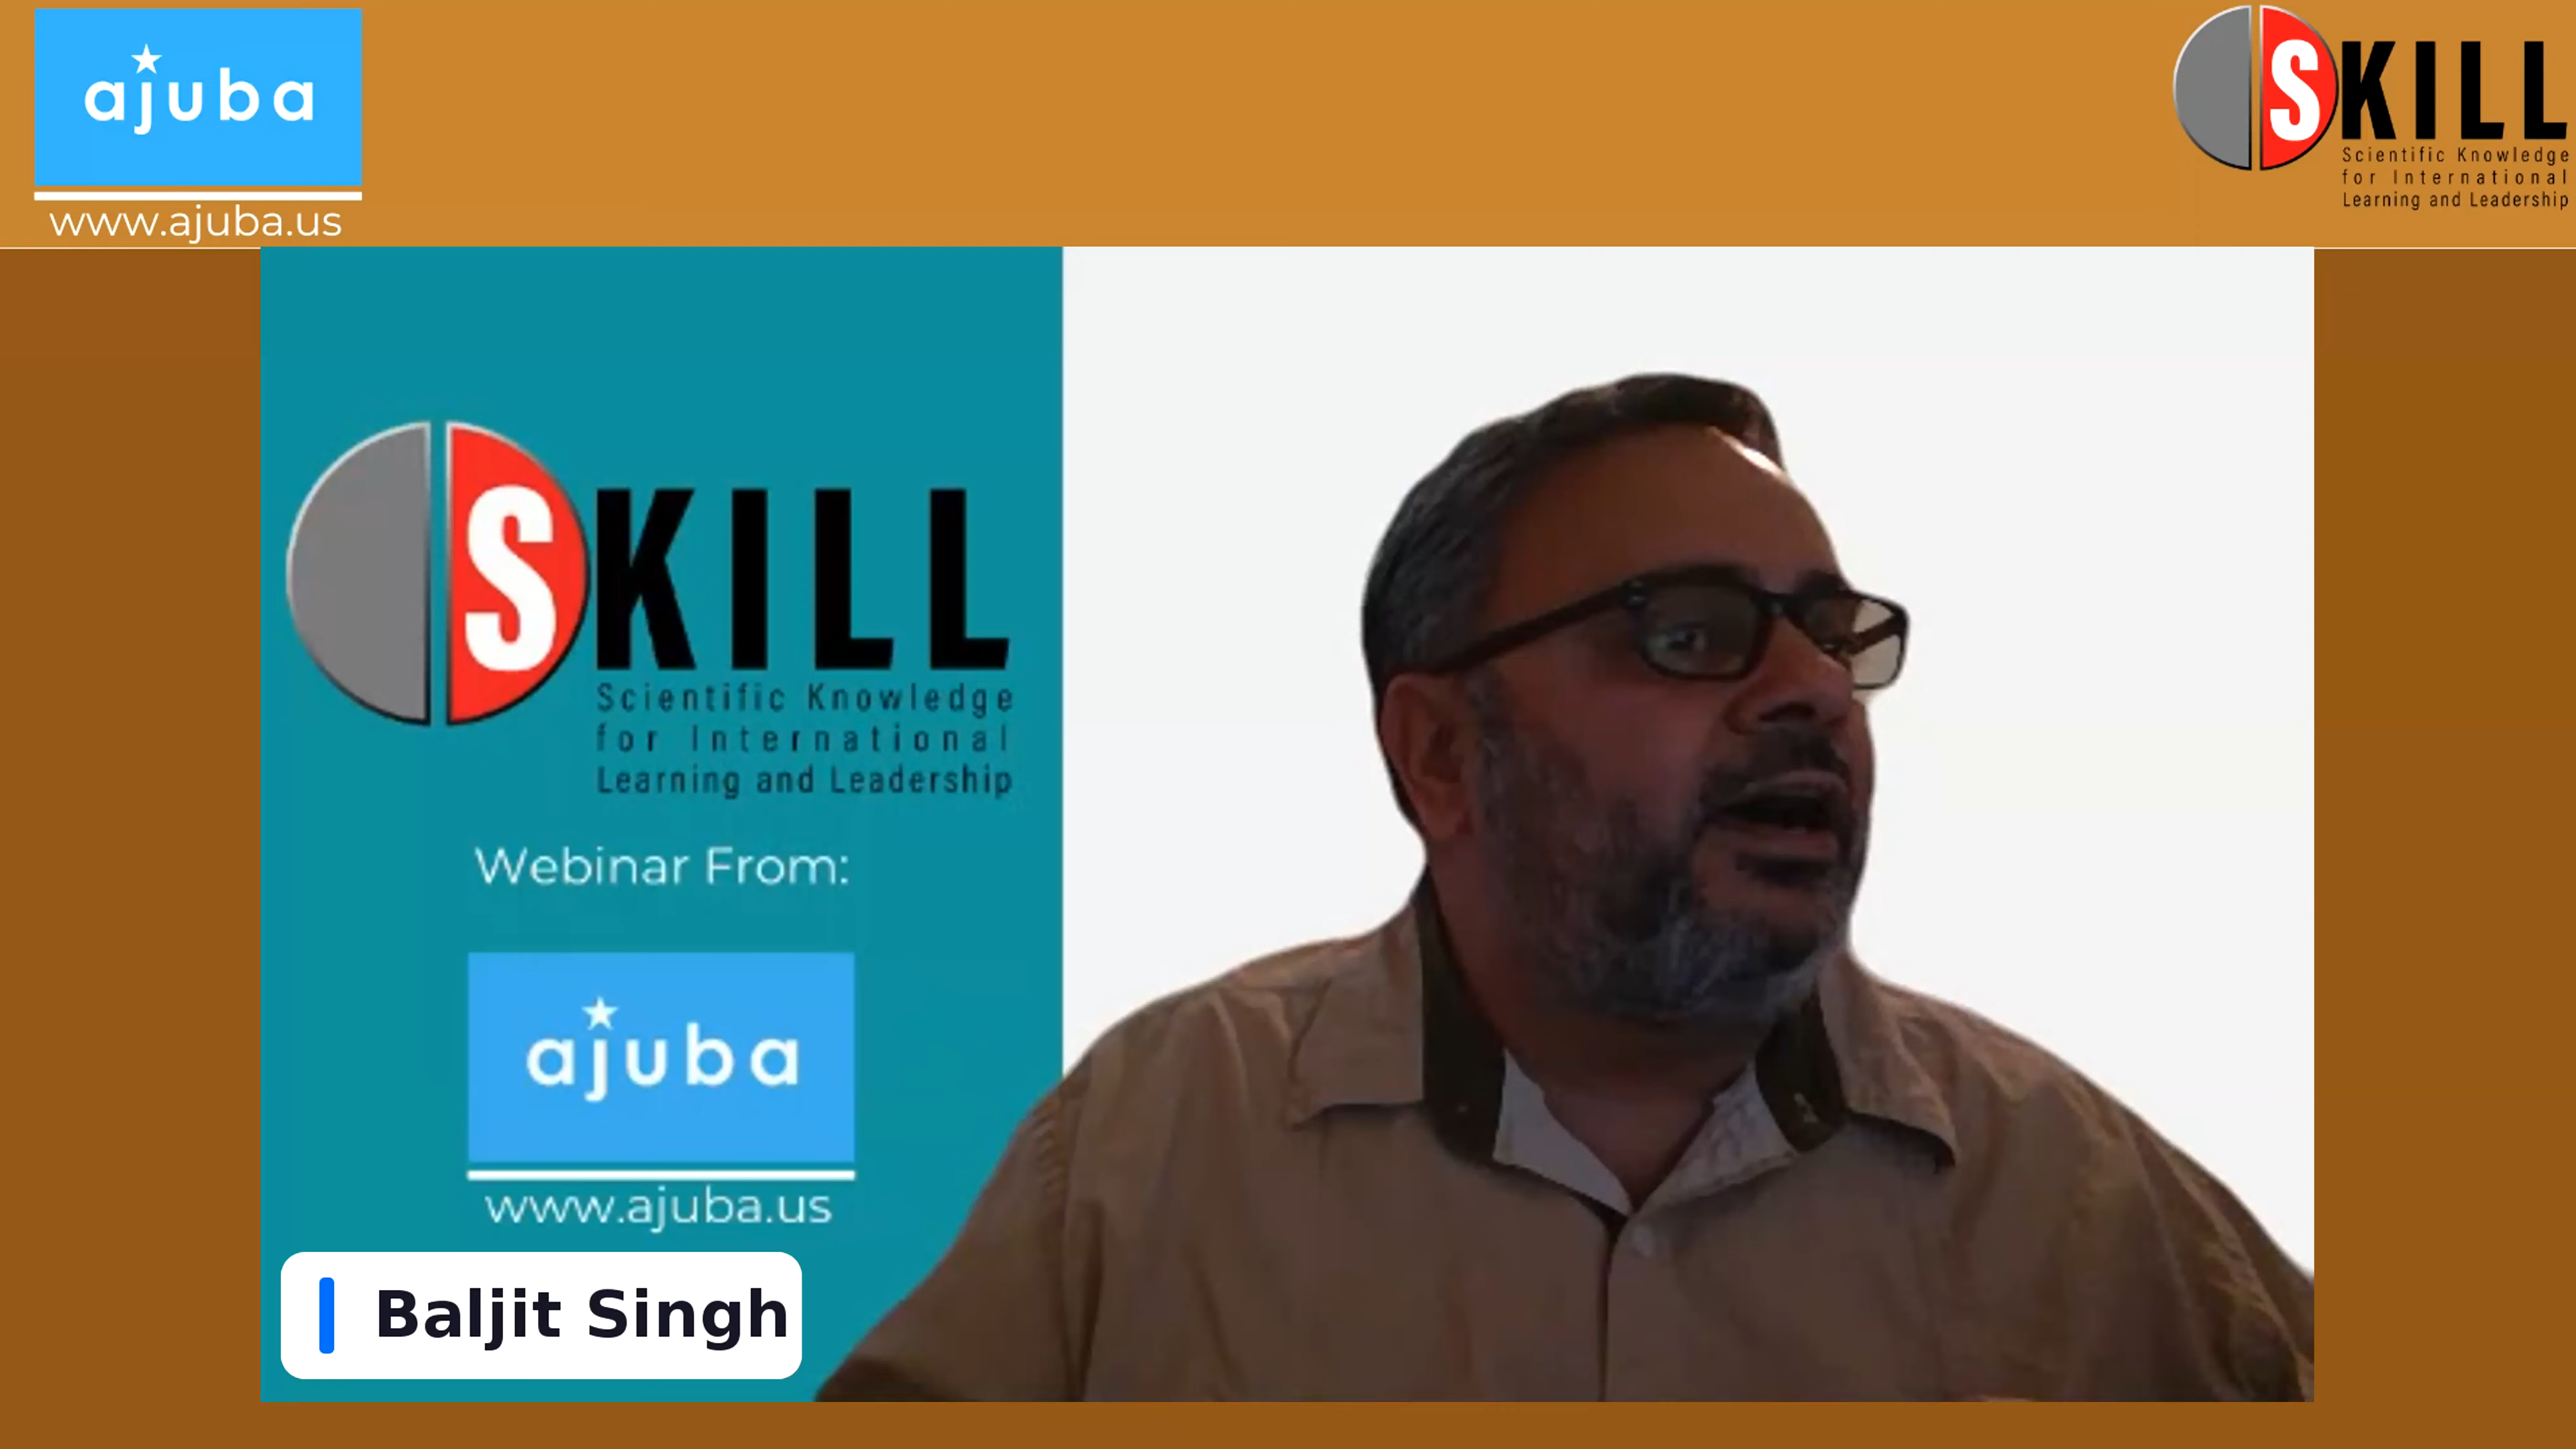 ajuba
www.ajuba.us
SKILL
Scientific Knowledge
for International
Learning and Leadership
SKILL
Scientific Knowledge
for International
Learning and Leadership
Webinar From:
ajuba
www.ajuba.us
Baljit Singh